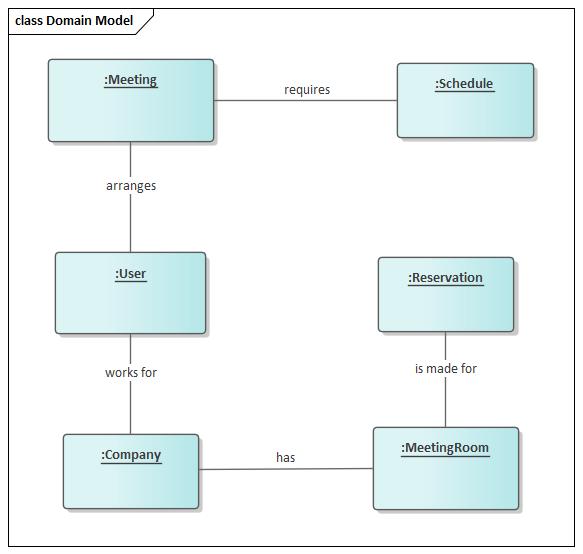 class Domain Model
:Meeting
requires
:Schedule
arranges
:User
:Reservation
works for
is made for
:Company
has
:MeetingRoom